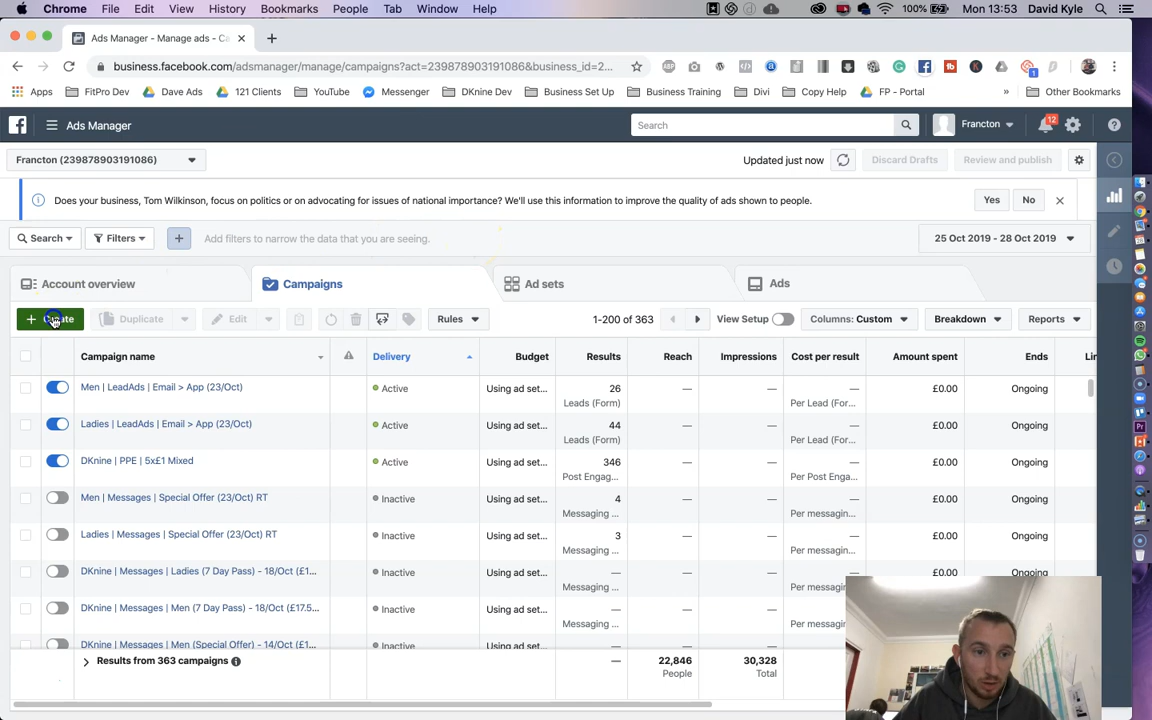 Chrome File Edit View History Bookmarks People Tab Window Help 100% Mon 13:53 David Kyle
Ads Manager - Manage ads - Ca
business.facebook.com/adsmanager/manage/campaigns?act=239878903191086&business_id=2...
Apps FitPro Dev Dave Ads 121 Clients YouTube Messenger DKnine Dev Business Set Up Business Training Divi Copy Help FP - Portal » Other Bookmarks
Ads Manager Search Francton 12
Francton (239878903191086) Updated just now Discard Drafts Review and publish
Does your business, Tom Wilkinson, focus on politics or on advocating for issues of national importance? We'll use this information to improve the quality of ads shown to people. Yes No
Search Filters + Add filters to narrow the data that you are seeing. 25 Oct 2019 - 28 Oct 2019
Account overview Campaigns Ad sets Ads
+ Duplicate Edit Rules 1-200 of 363 View Setup Columns: Custom Breakdown Reports
Campaign name Delivery Budget Results Reach Impressions Cost per result Amount spent Ends
Men | LeadAds | Email > App (23/Oct) Active Using ad set... 26 — — — £0.00 Ongoing
Leads (Form) Per Lead (For...
Ladies | LeadAds | Email > App (23/Oct) Active Using ad set... 44 — — — £0.00 Ongoing
Leads (Form) Per Lead (For...
DKnine | PPE | 5x£1 Mixed Active Using ad set... 346 — — — £0.00 Ongoing
Post Engag... Per Post Enga...
Men | Messages | Special Offer (23/Oct) RT Inactive Using ad set... 4 — — — £0.00 Ongoing
Messaging ... Per messagin...
Ladies | Messages | Special Offer (23/Oct) RT Inactive Using ad set... 3 — — — £0.00 Ongoing
Messaging ... Per messagin...
DKnine | Messages | Ladies (7 Day Pass) - 18/Oct (£1... Inactive Using ad set... — — — — £0.00 Ongoing
Messaging ... Per messagin...
DKnine | Messages | Men (7 Day Pass) - 18/Oct (£17.5... Inactive Using ad set... — — —
Messaging ...
DKnine | Messages | Men (Special Offer) - 14/Oct (£1... Inactive Using ad set...
Results from 363 campaigns — 22,846 30,328
People Total